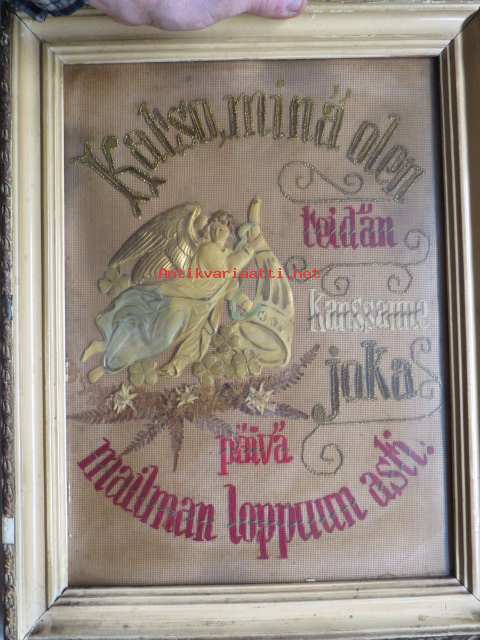 Katso, minä olen
teidän
Kanssanne
joka
päivä
mailman loppuun asti.
Antikvariaatti.net